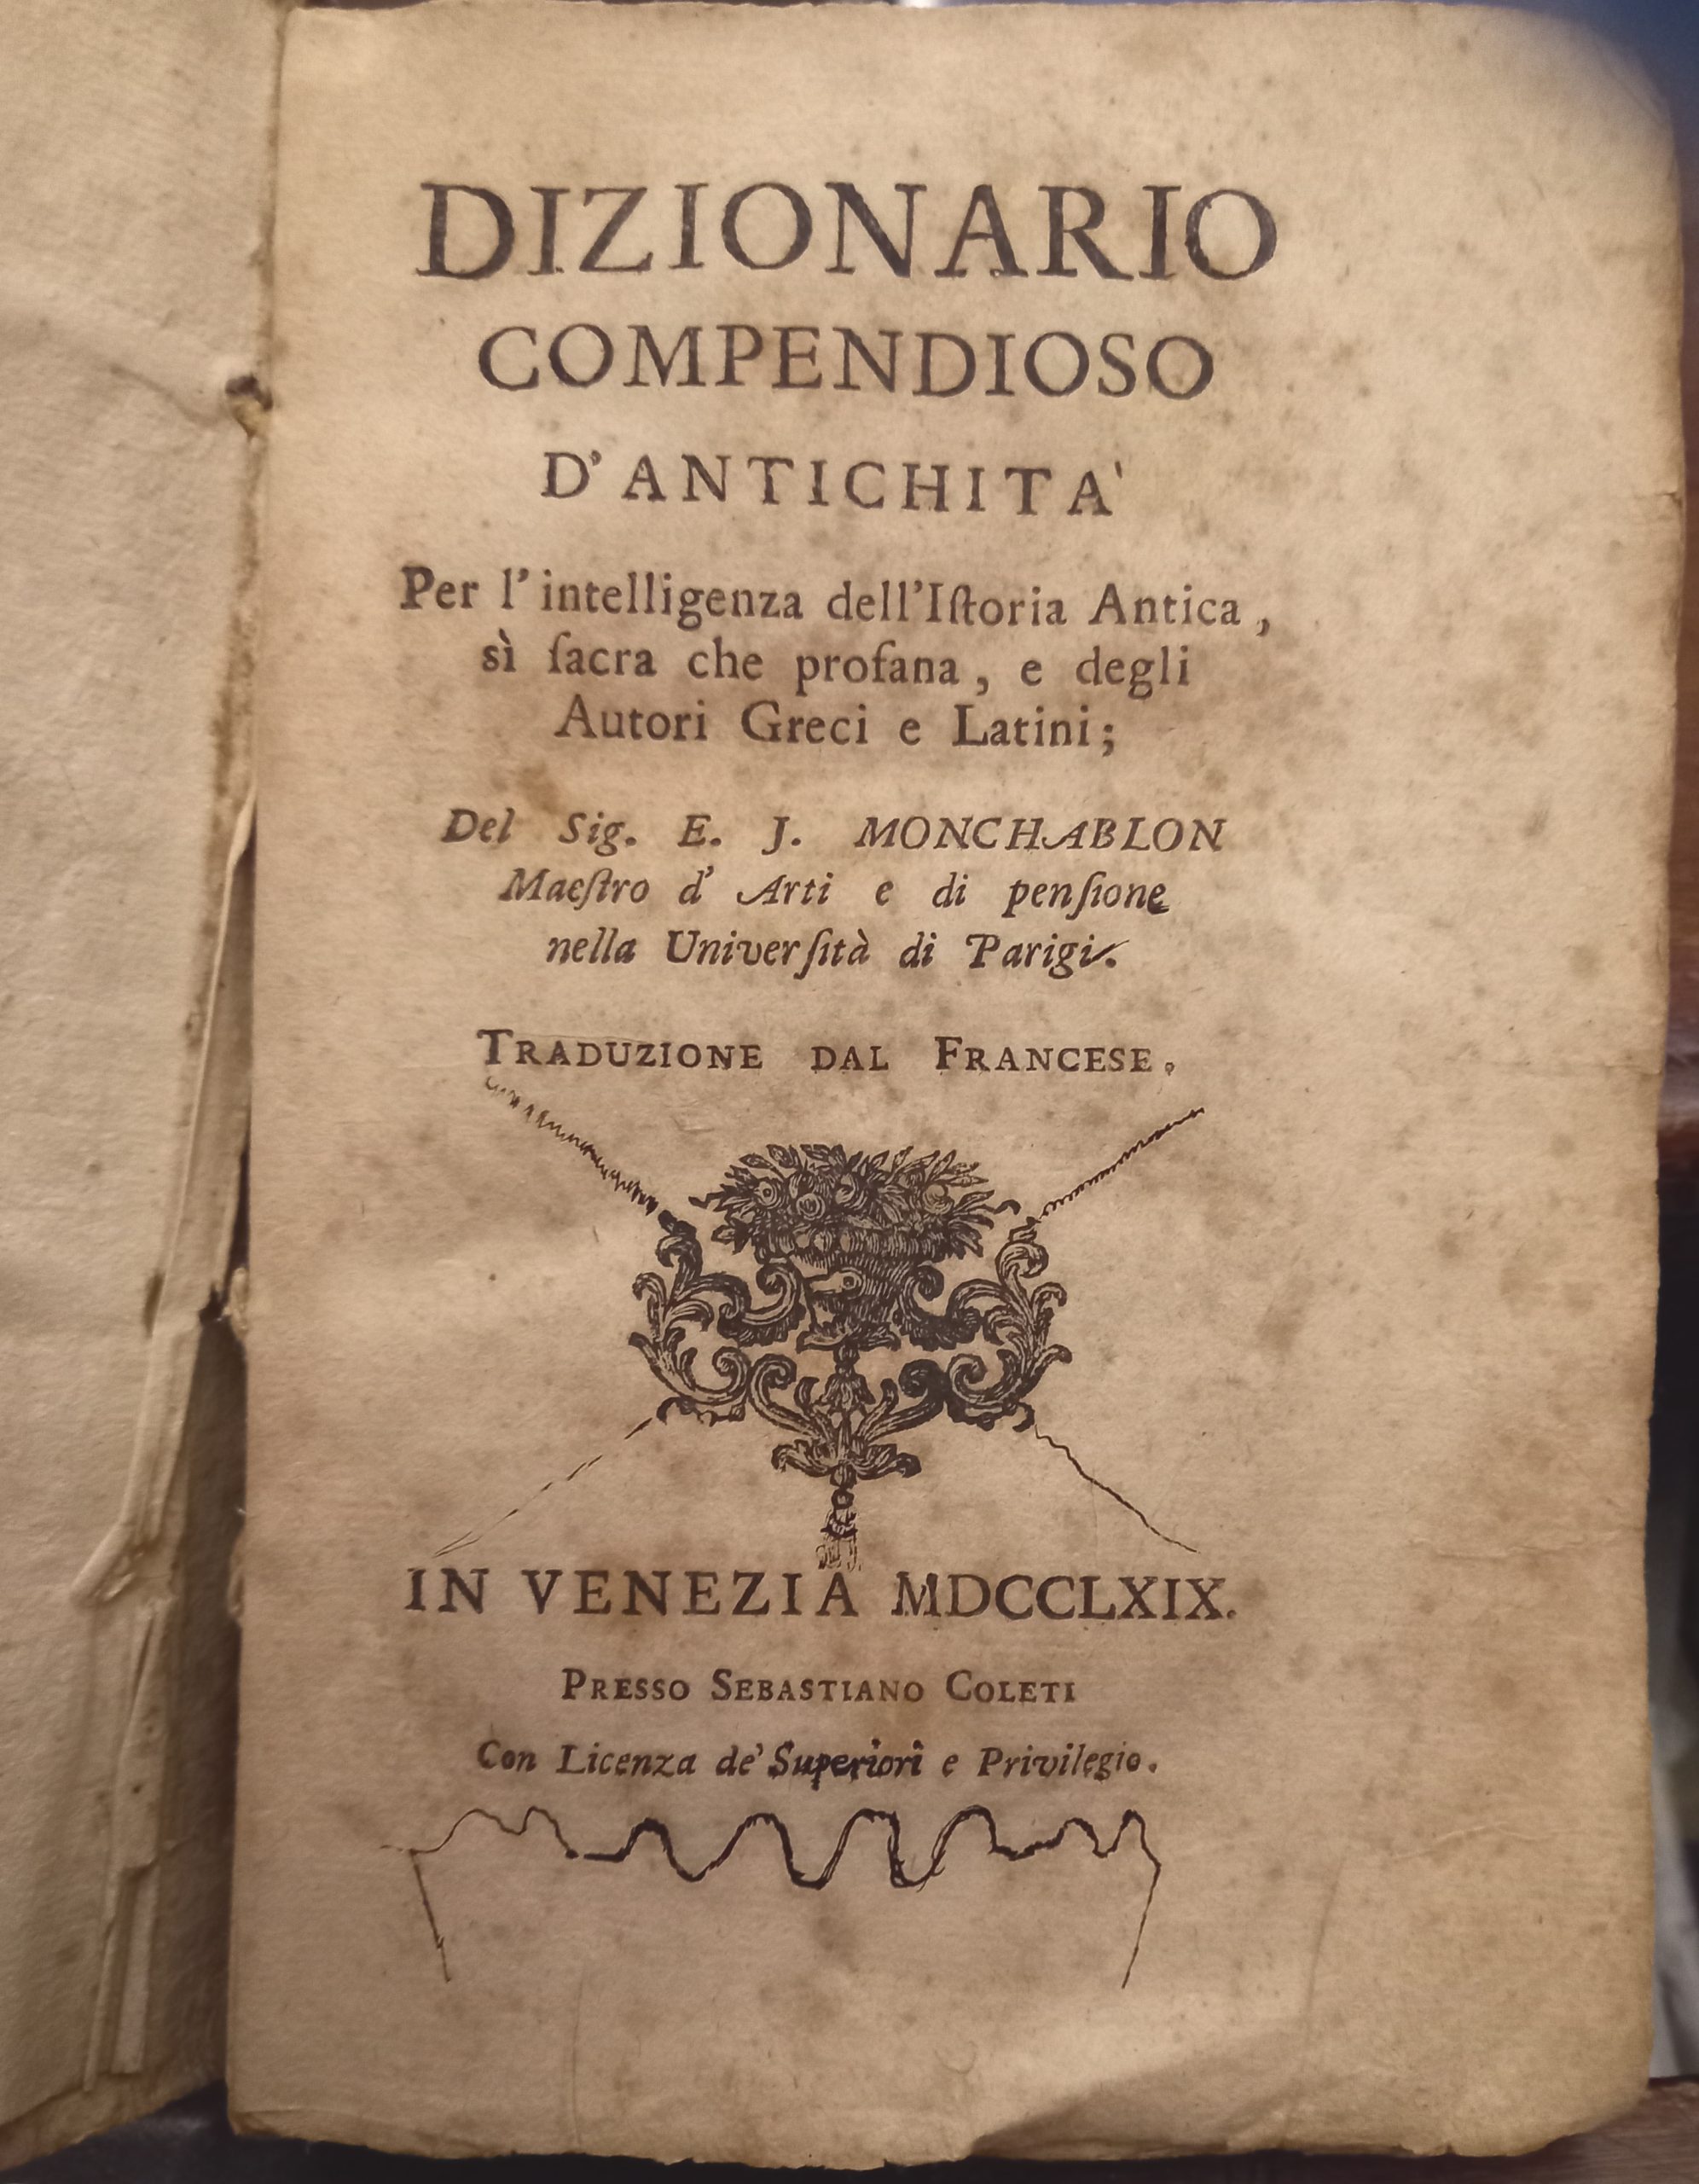 DIZIONARIO
COMPENDIOSO
D'ANTICHITA'
Per l'intelligenza dell'Iſtoria Antica,
sì ſacra che profana, e degli
Autori Greci e Latini;
Del Sig. E. J. MONCHABLON
Maeſtro d' Arti e di penſione
nella Univerſità di Parigi.
TRADUZIONE DAL FRANCESE.
IN VENEZIA MDCCLXIX.
PRESSO SEBASTIANO COLETI
Con Licenza de' Superiori e Privilegio.